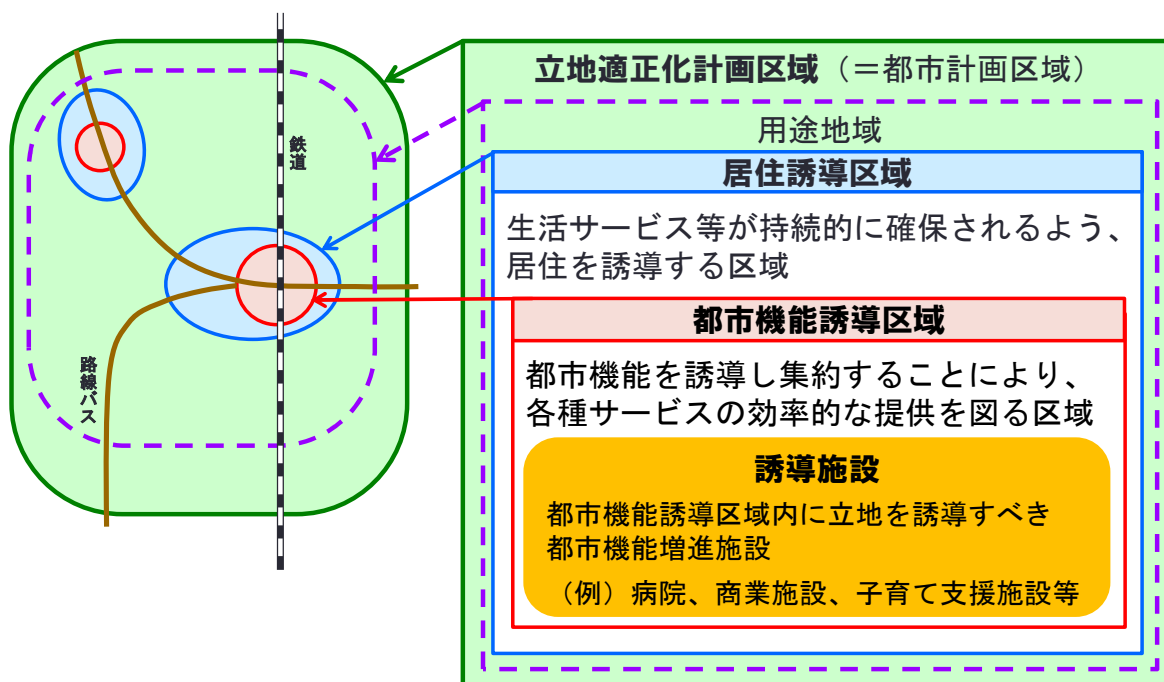 立地適正化計画区域（＝都市計画区域）
用途地域
居住誘導区域
生活サービス等が持続的に確保されるよう、
居住を誘導する区域
都市機能誘導区域
都市機能を誘導し集約することにより、
各種サービスの効率的な提供を図る区域
誘導施設
都市機能誘導区域内に立地を誘導すべき
都市機能増進施設
（例）病院、商業施設、子育て支援施設等
鉄道
路線バス